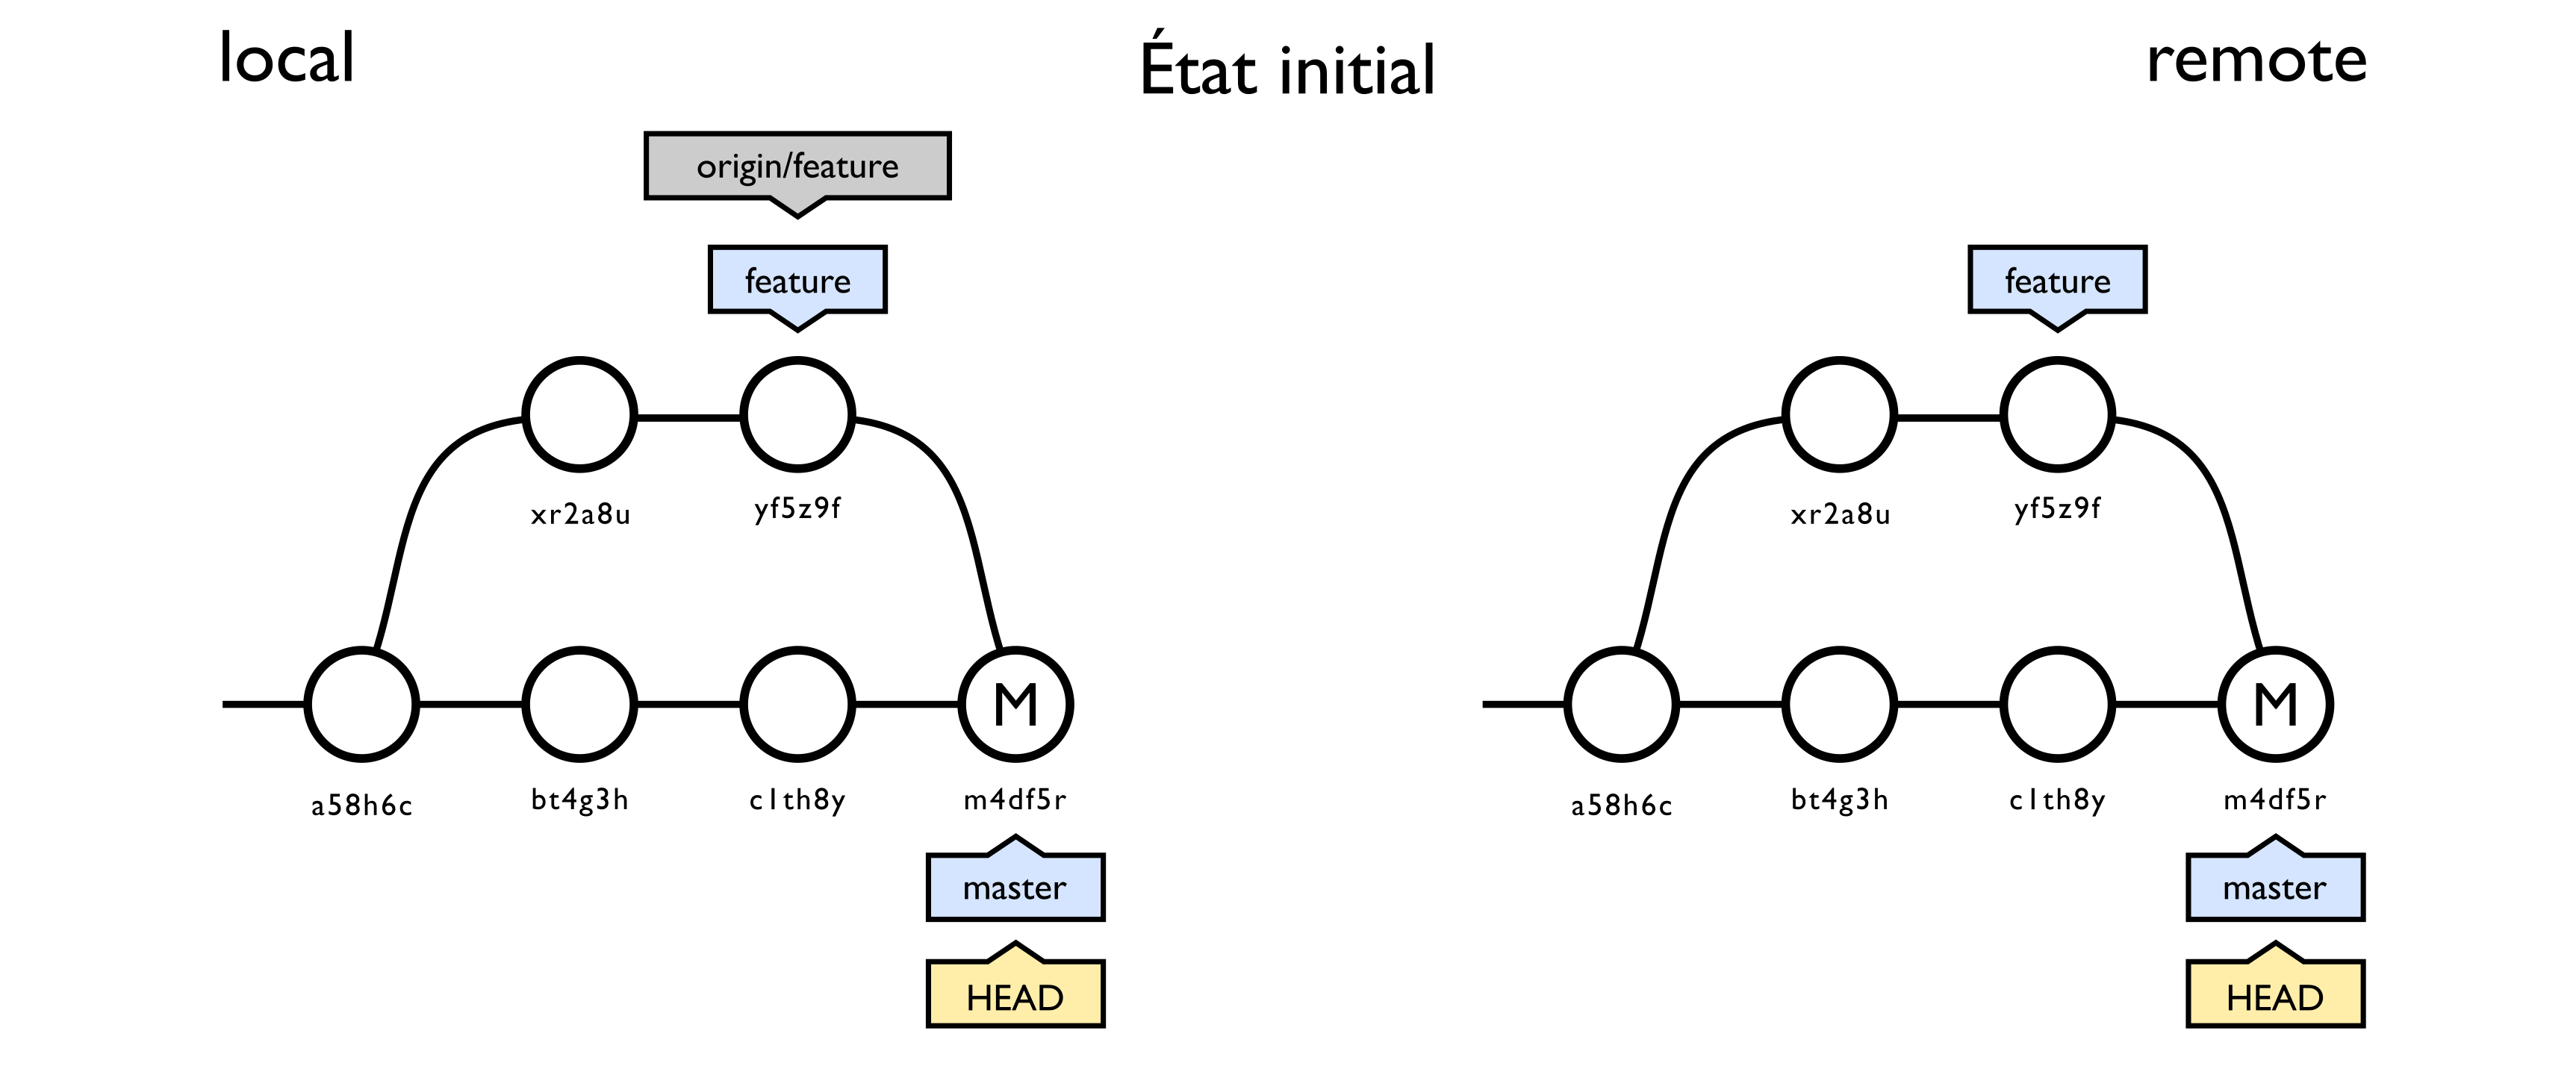 local
État initial
remote
origin/feature
feature
feature
xr2a8u
yf5z9f
xr2a8u
yf5z9f
M
M
a58h6c
bt4g3h
c1th8y
m4df5r
a58h6c
bt4g3h
c1th8y
m4df5r
master
master
HEAD
HEAD